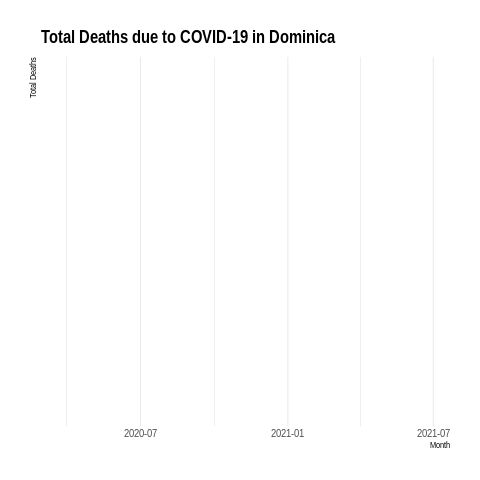 Total Deaths due to COVID-19 in Dominica
Total Deaths
2020-07
2021-01
2021-07
Month